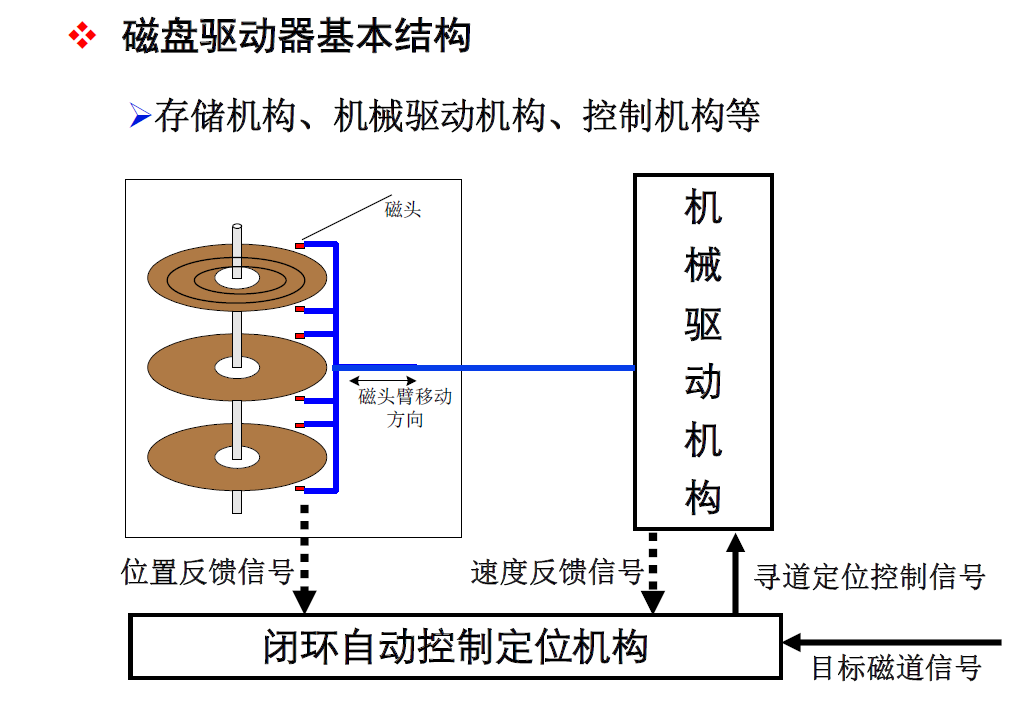 磁盘驱动器基本结构
存储机构、机械驱动机构、控制机构等
磁头
机械驱动机构
磁头臂移动
方向
位置反馈信号
速度反馈信号
寻道定位控制信号
闭环自动控制定位机构
目标磁道信号